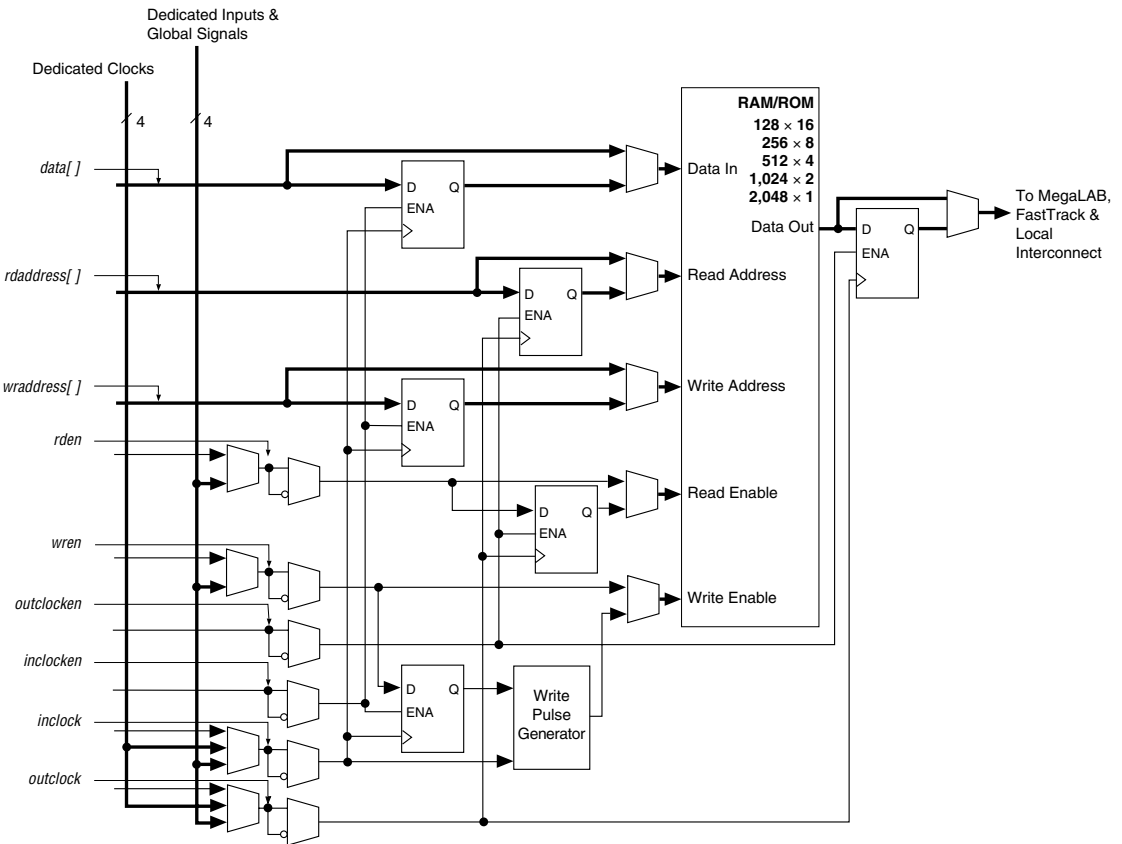 Dedicated Inputs &
Global Signals
Dedicated Clocks
4
4
RAM/ROM
128 × 16
256 × 8
512 × 4
1,024 × 2
2,048 × 1
data[ ]
D
Q
ENA
Data In
Data Out
D
Q
ENA
To MegaLAB,
FastTrack &
Local
Interconnect
rdaddress[ ]
D
Q
ENA
Read Address
wraddress[ ]
D
Q
ENA
Write Address
rden
D
Q
ENA
Read Enable
wren
Write Enable
outclocken
inclocken
D
Q
ENA
Write
Pulse
Generator
inclock
outclock